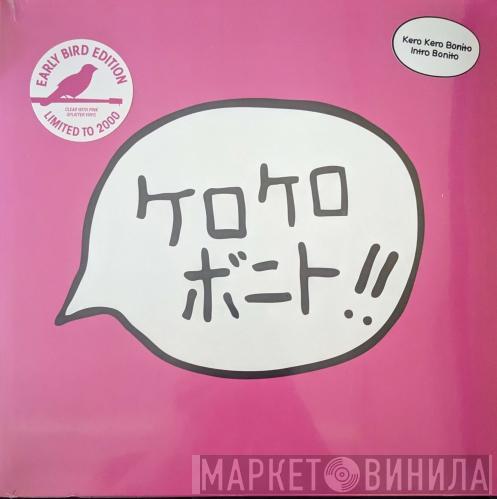 EARLY BIRD EDITION
CLEAR WITH PINK
SPLATTER VINYL
LIMITED TO 2000
Kero Kero Bonito
Intro Bonito
ケロケロ
ボニト!!
МАРКЕТ ВИНИЛА